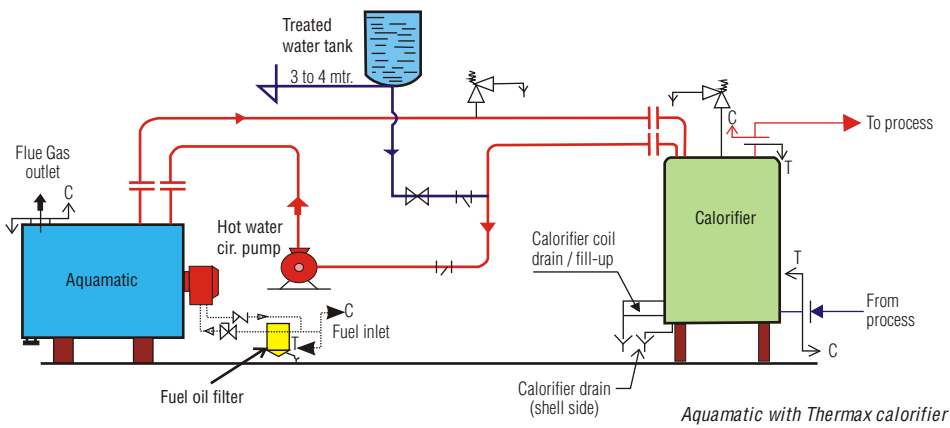 Treated
water tank
3 to 4 mtr.
C
To process
T
Flue Gas
outlet
C
Hot water
cir. pump
Calorifier
Aquamatic
Calorifier coil
drain / fill-up
T
From
process
C
Fuel inlet
T
C
Fuel oil filter
Calorifier drain
(shell side)
Aquamatic with Thermax calorifier